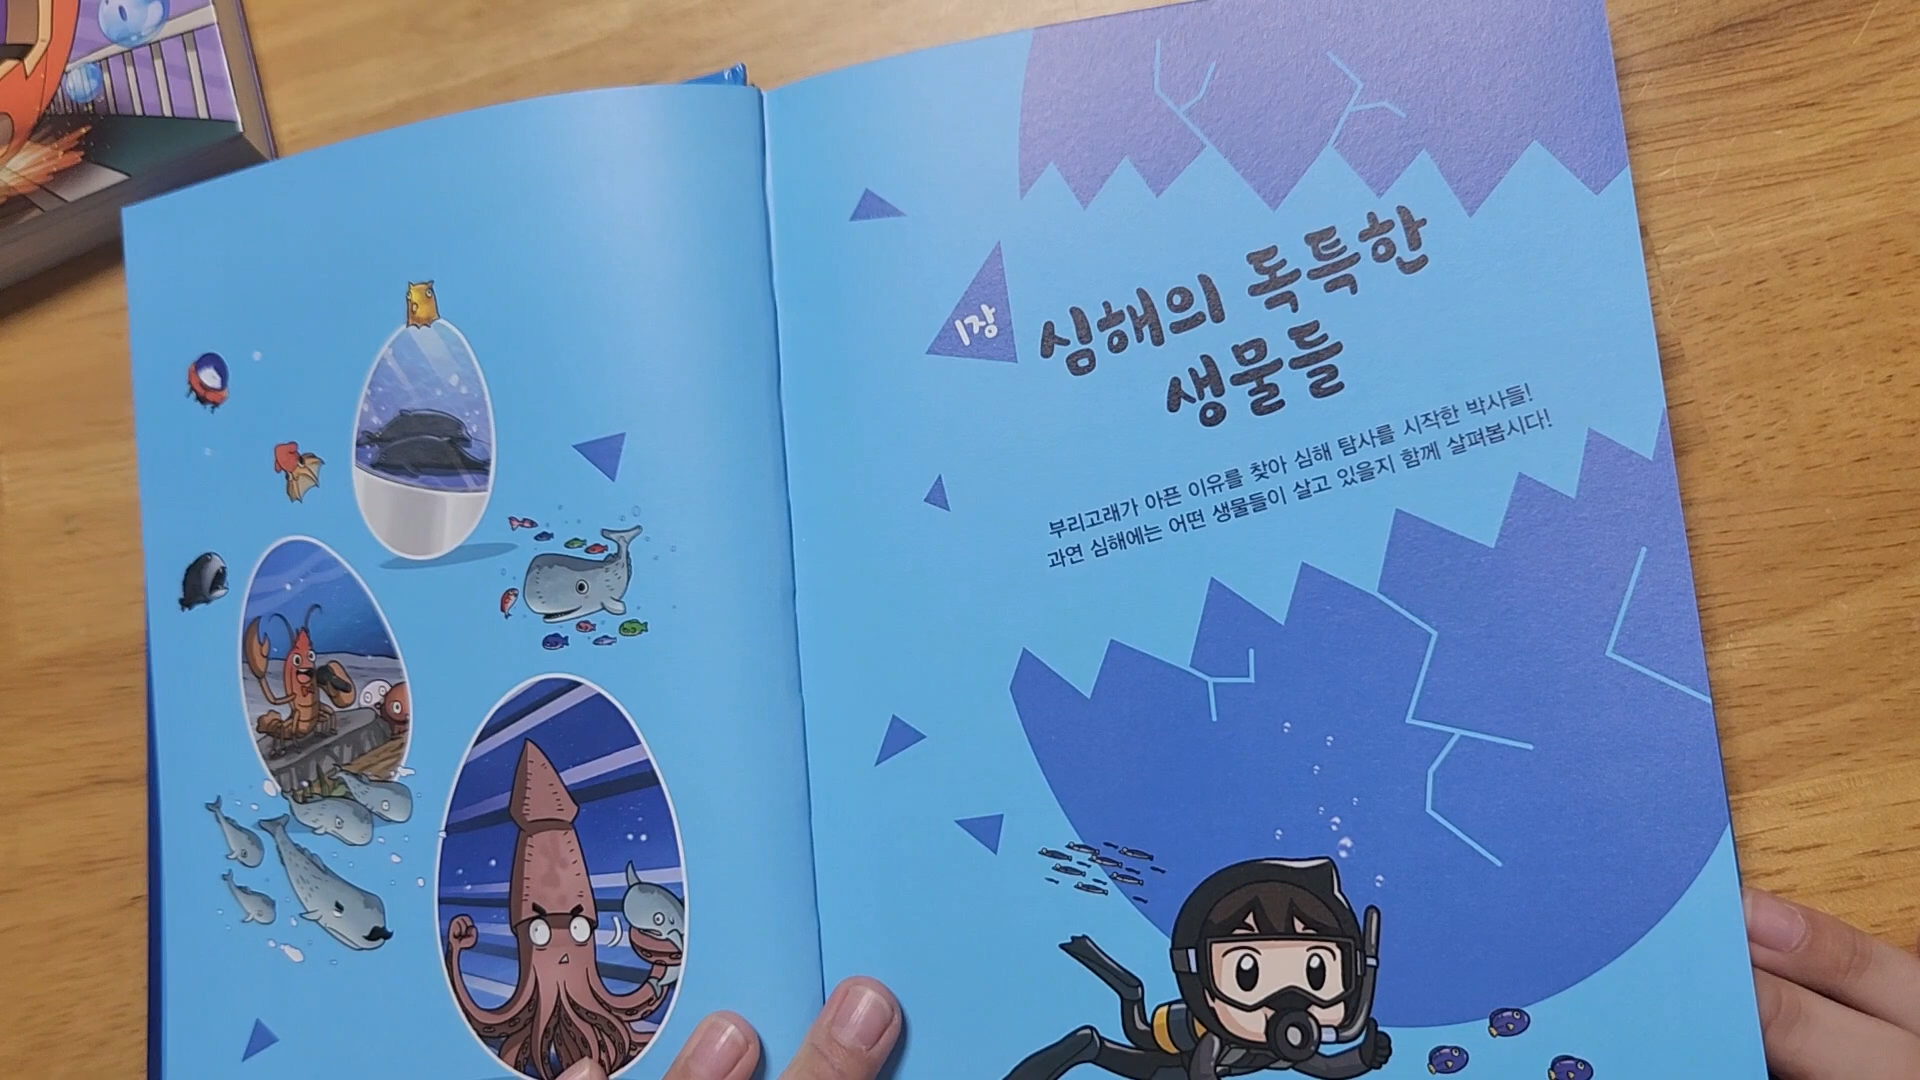 1장
심해의 독특한
생물들
부리고래가 아픈 이유를 찾아 심해 탐사를 시작한 박사들!
과연 심해에는 어떤 생물들이 살고 있을지 함께 살펴봅시다!